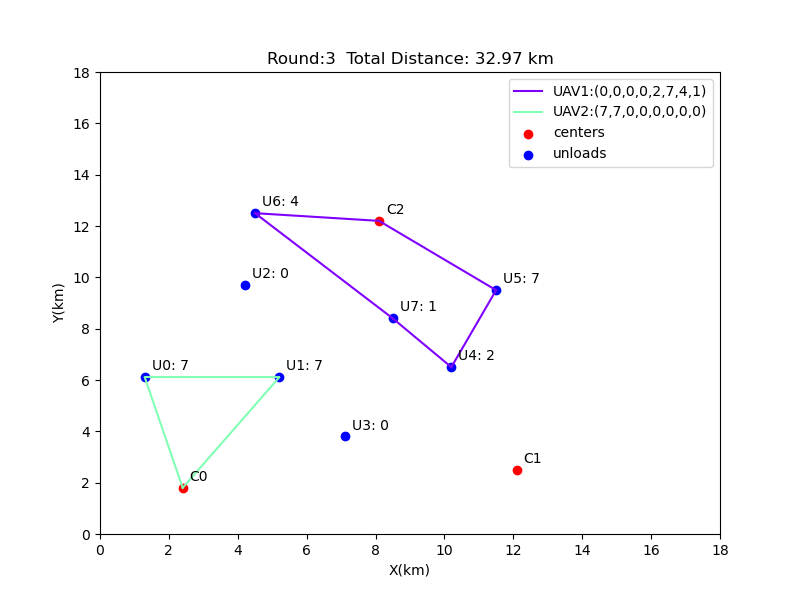 Round:3  Total Distance: 32.97 km
UAV1:(0,0,0,0,2,7,4,1)
UAV2:(7,7,0,0,0,0,0,0)
centers
unloads
18
16
14
12
10
8
6
4
2
0
Y(km)
U6: 4
C2
U2: 0
U5: 7
U7: 1
U4: 2
U0: 7
U1: 7
U3: 0
C1
C0
0 2 4 6 8 10 12 14 16 18
X(km)